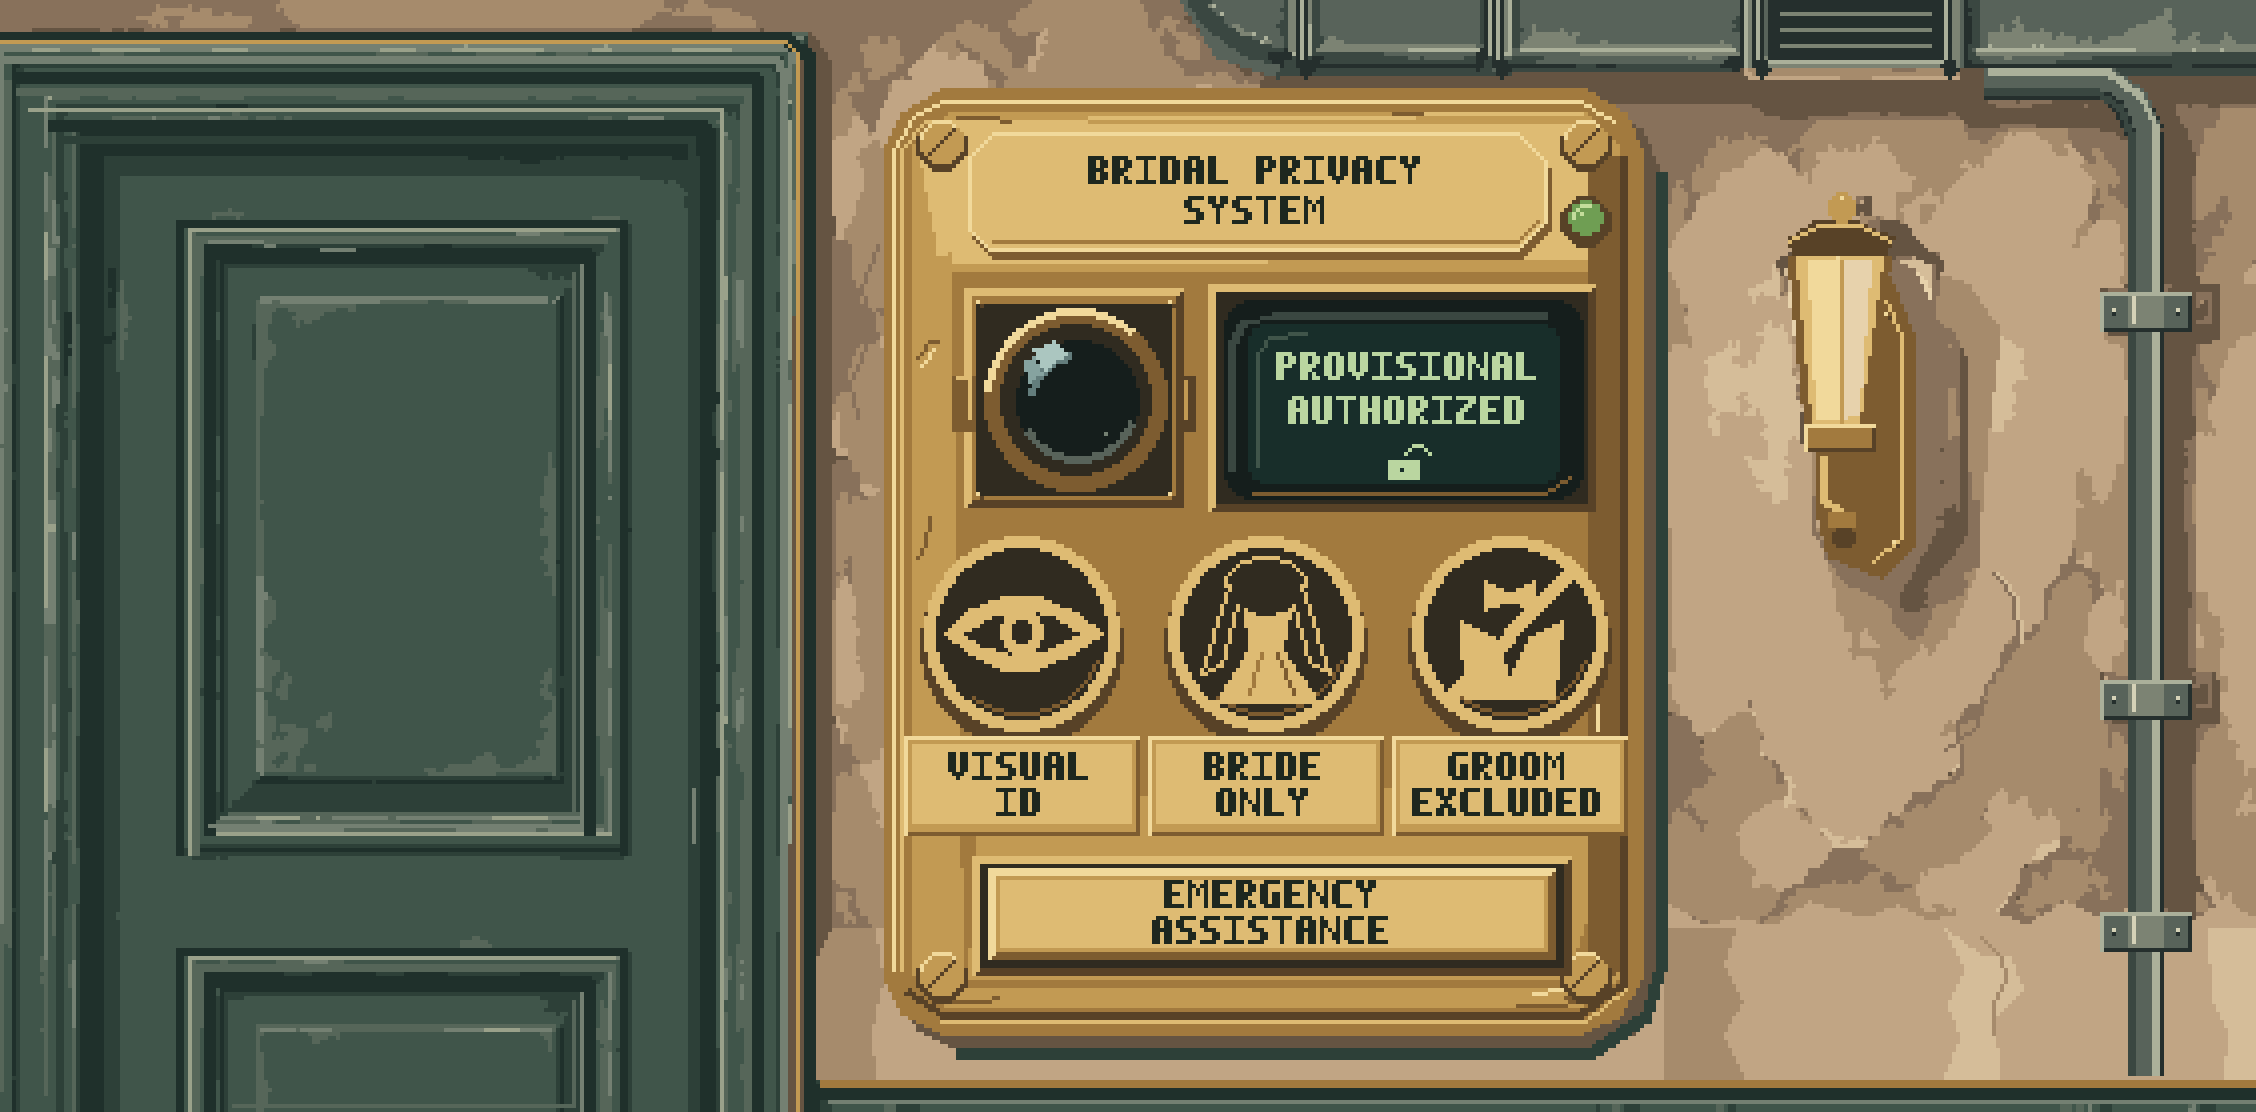 BRIDAL PRIVACY
SYSTEM
PROVISIONAL
AUTHORIZED
VISUAL
ID
BRIDE
ONLY
GROOM
EXCLUDED
EMERGENCY
ASSISTANCE